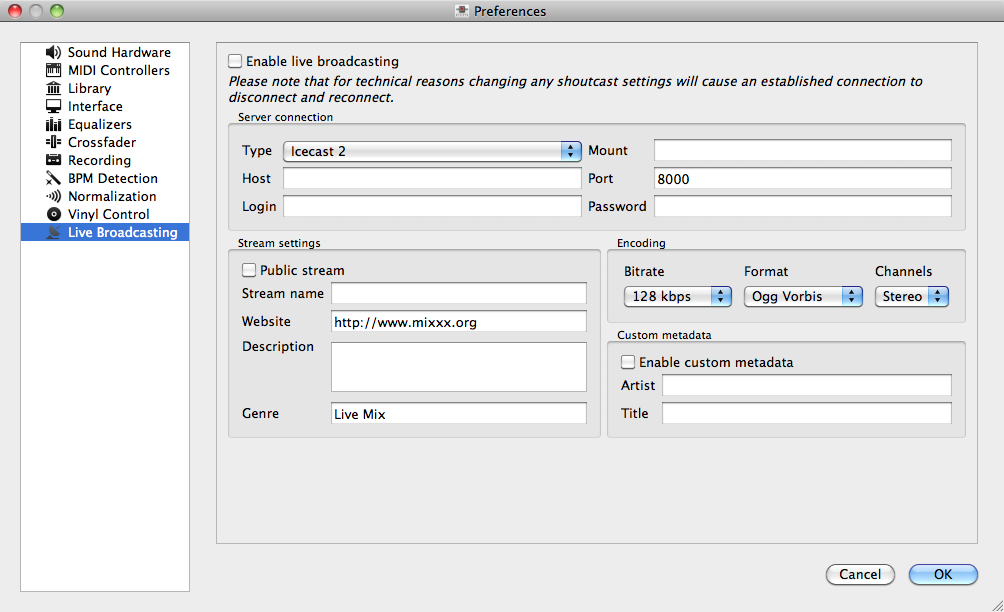 Preferences
Sound Hardware
MIDI Controllers
Library
Interface
Equalizers
Crossfader
Recording
BPM Detection
Normalization
Vinyl Control
Live Broadcasting
Enable live broadcasting
Please note that for technical reasons changing any shoutcast settings will cause an established connection to
disconnect and reconnect.
Server connection
Type Icecast 2 Mount
Host Port 8000
Login Password
Stream settings
Public stream
Stream name
Website http://www.mixxx.org
Description
Genre Live Mix
Encoding
Bitrate Format Channels
128 kbps Ogg Vorbis Stereo
Custom metadata
Enable custom metadata
Artist
Title
Cancel OK